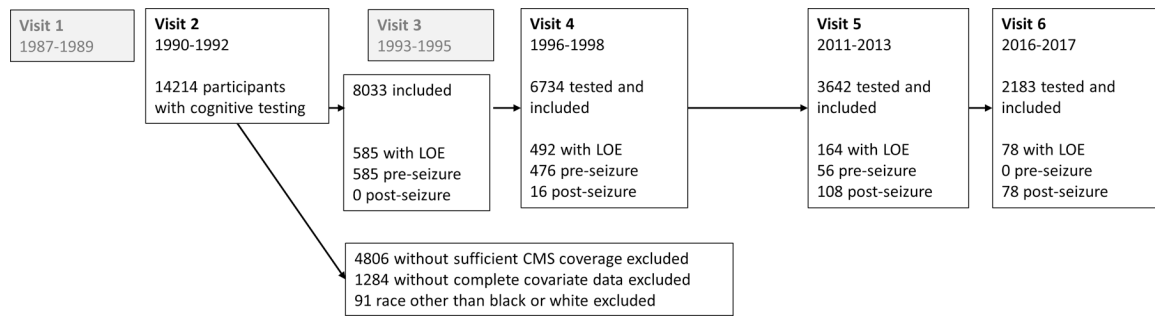 Visit 1
1987-1989
Visit 2
1990-1992
14214 participants
with cognitive testing
Visit 3
1993-1995
8033 included
585 with LOE
585 pre-seizure
0 post-seizure
Visit 4
1996-1998
6734 tested and
included
492 with LOE
476 pre-seizure
16 post-seizure
Visit 5
2011-2013
3642 tested and
included
164 with LOE
56 pre-seizure
108 post-seizure
Visit 6
2016-2017
2183 tested and
included
78 with LOE
0 pre-seizure
78 post-seizure
4806 without sufficient CMS coverage excluded
1284 without complete covariate data excluded
91 race other than black or white excluded